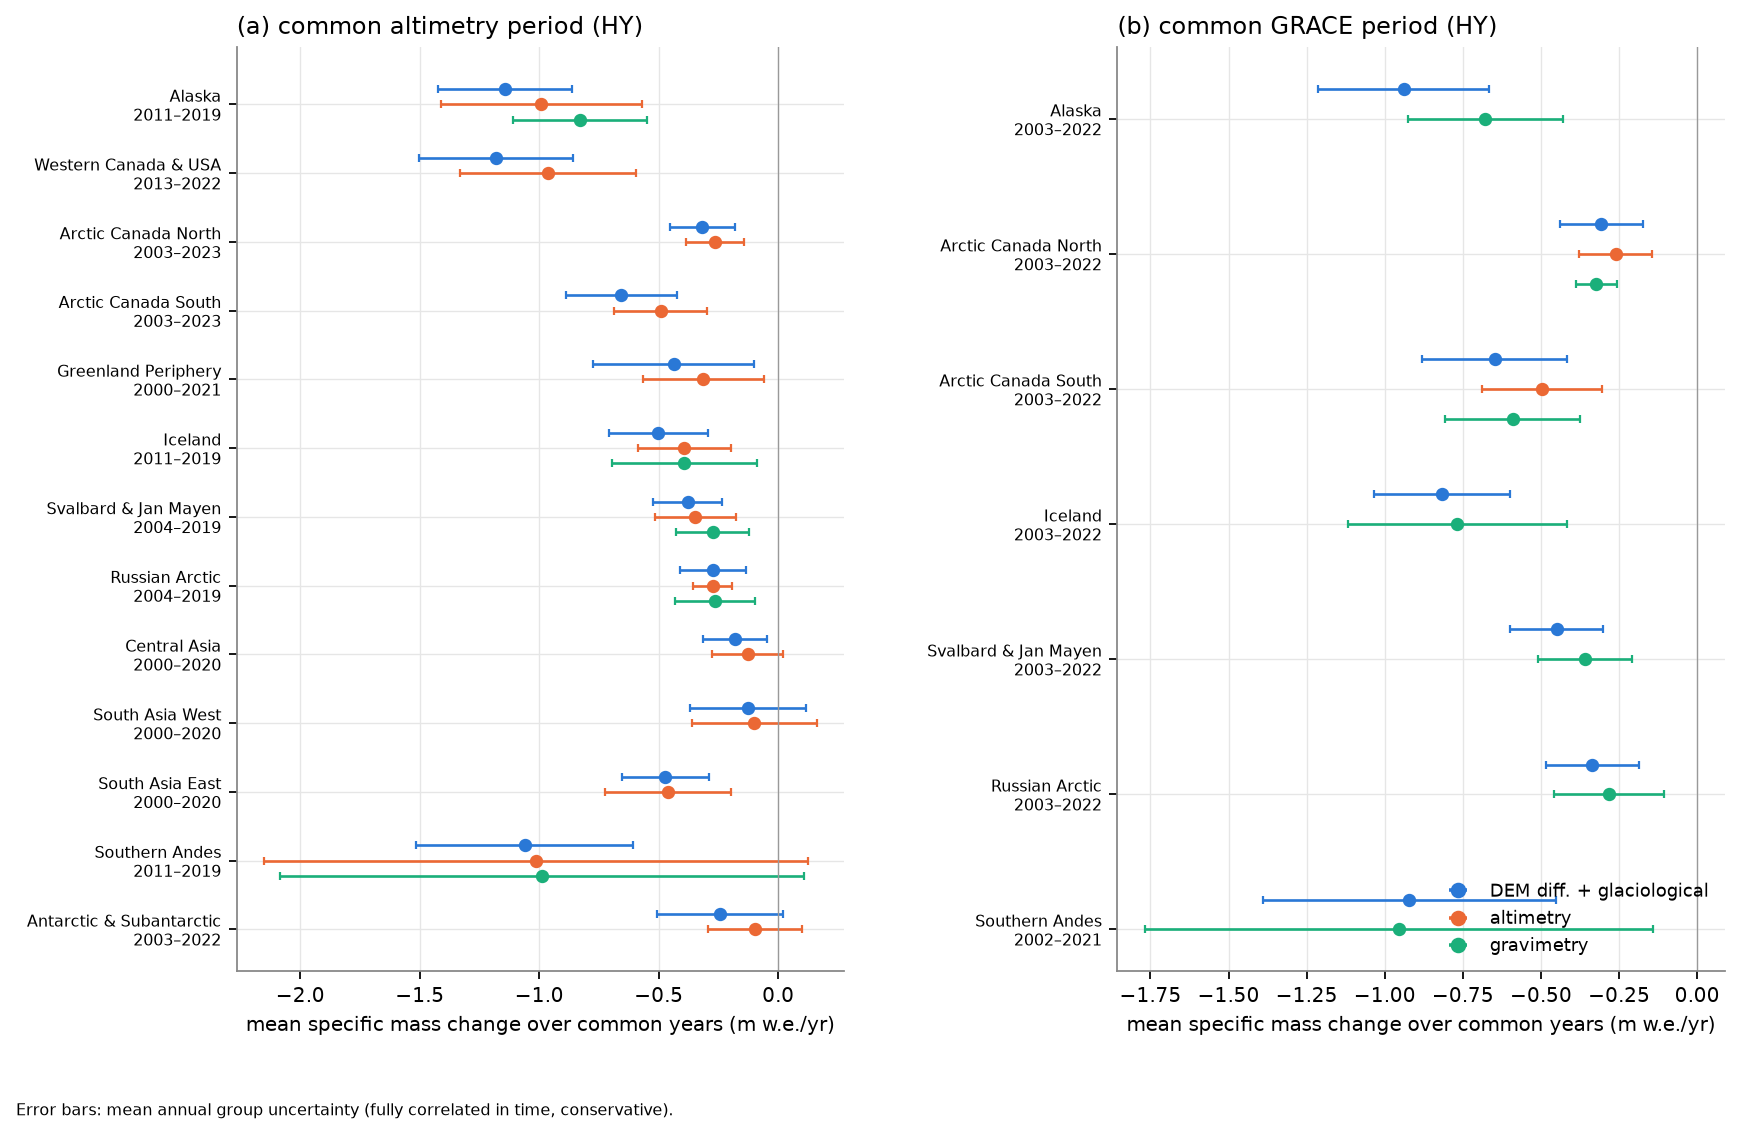 (a) common altimetry period (HY)
Alaska
2011–2019
Western Canada & USA
2013–2022
Arctic Canada North
2003–2023
Arctic Canada South
2003–2023
Greenland Periphery
2000–2021
Iceland
2011–2019
Svalbard & Jan Mayen
2004–2019
Russian Arctic
2004–2019
Central Asia
2000–2020
South Asia West
2000–2020
South Asia East
2000–2020
Southern Andes
2011–2019
Antarctic & Subantarctic
2003–2022
−2.0 −1.5 −1.0 −0.5 0.0
mean specific mass change over common years (m w.e./yr)
(b) common GRACE period (HY)
Alaska
2003–2022
Arctic Canada North
2003–2022
Arctic Canada South
2003–2022
Iceland
2003–2022
Svalbard & Jan Mayen
2003–2022
Russian Arctic
2003–2022
Southern Andes
2002–2021
DEM diff. + glaciological
altimetry
gravimetry
−1.75 −1.50 −1.25 −1.00 −0.75 −0.50 −0.25 0.00
mean specific mass change over common years (m w.e./yr)
Error bars: mean annual group uncertainty (fully correlated in time, conservative).